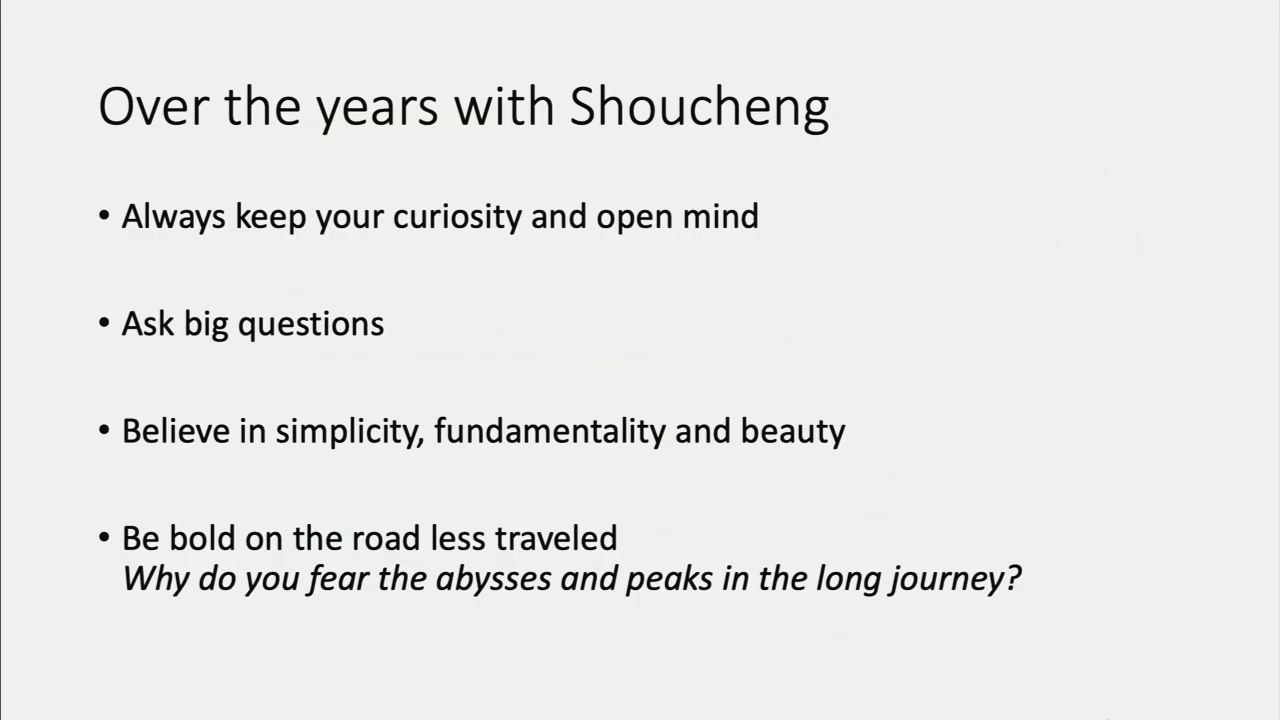 Over the years with Shoucheng
• Always keep your curiosity and open mind
• Ask big questions
• Believe in simplicity, fundamentality and beauty
• Be bold on the road less traveled
Why do you fear the abysses and peaks in the long journey?